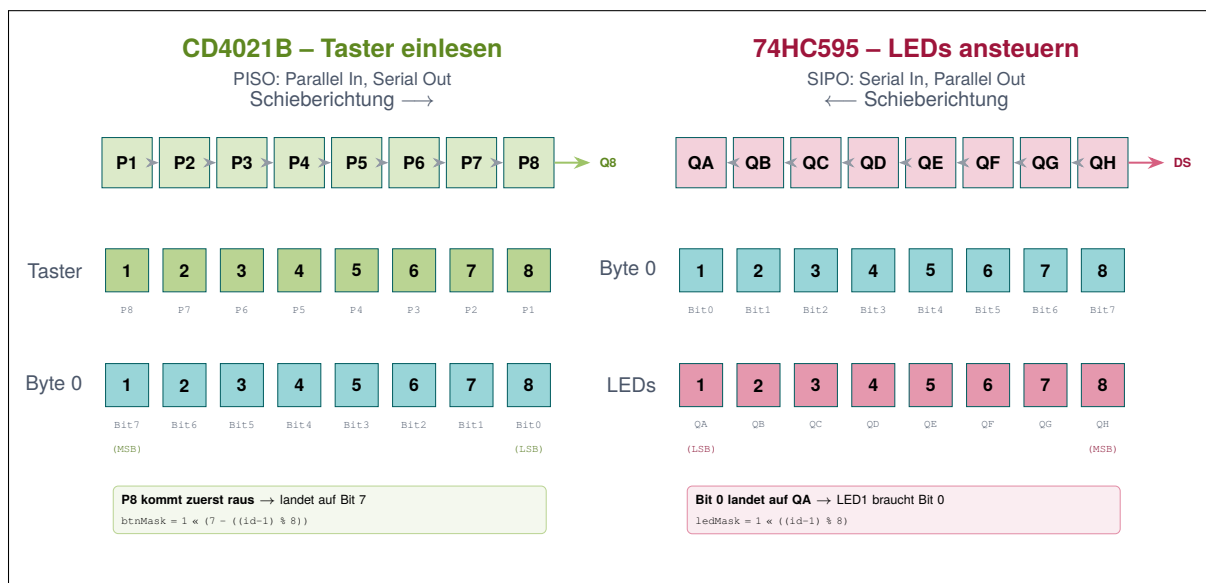 CD4021B – Taster einlesen
PISO: Parallel In, Serial Out
Schieberichtung →
P1 P2 P3 P4 P5 P6 P7 P8 Q8
Taster 1 2 3 4 5 6 7 8
P8 P7 P6 P5 P4 P3 P2 P1
Byte 0 1 2 3 4 5 6 7 8
Bit7 Bit6 Bit5 Bit4 Bit3 Bit2 Bit1 Bit0
(MSB) (LSB)
P8 kommt zuerst raus → landet auf Bit 7
btnMask = 1 « (7 - ((id-1) % 8))
74HC595 – LEDs ansteuern
SIPO: Serial In, Parallel Out
← Schieberichtung
QA QB QC QD QE QF QG QH DS
Byte 0 1 2 3 4 5 6 7 8
Bit0 Bit1 Bit2 Bit3 Bit4 Bit5 Bit6 Bit7
LEDs 1 2 3 4 5 6 7 8
QA QB QC QD QE QF QG QH
(LSB) (MSB)
Bit 0 landet auf QA → LED1 braucht Bit 0
ledMask = 1 « ((id-1) % 8)